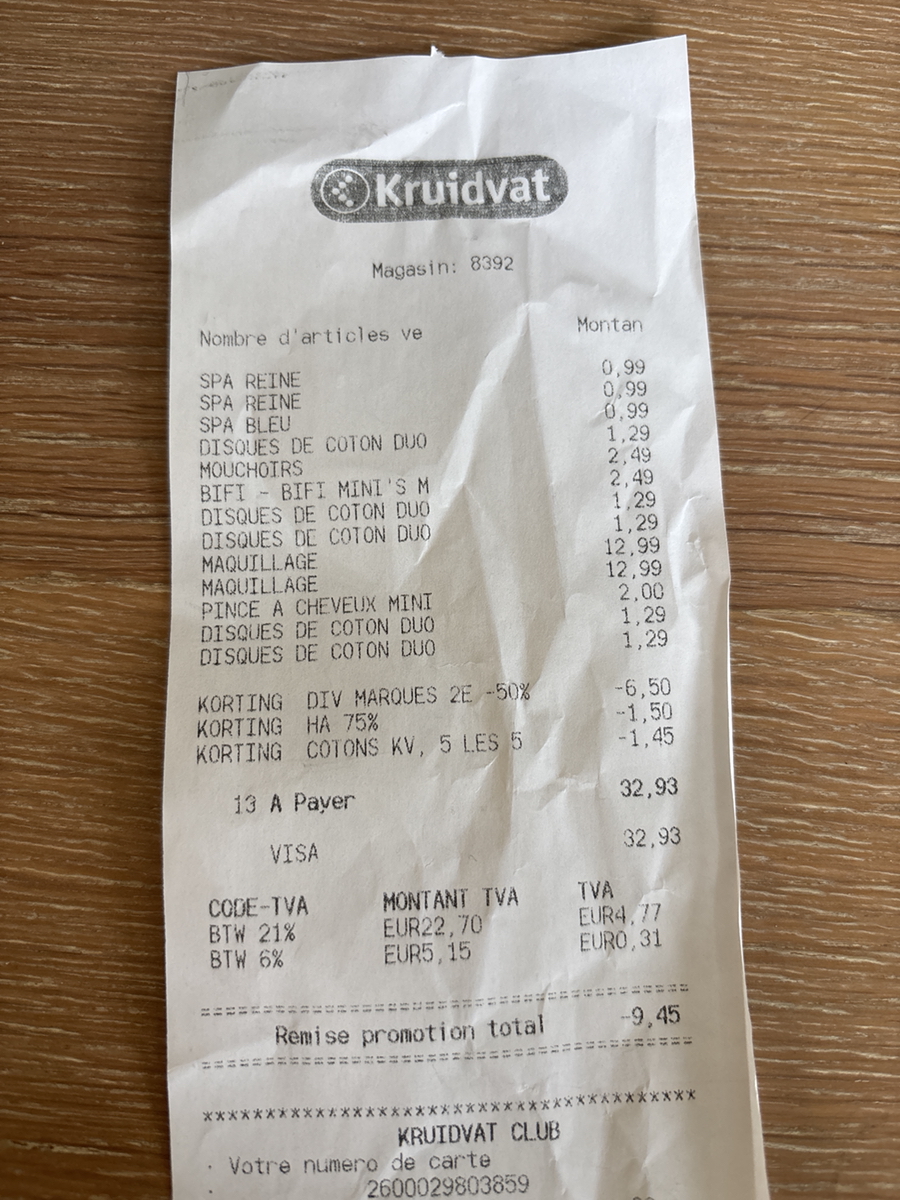 Kruidvat
Magasin: 8392
Nombre d'articles ve Montan
SPA REINE 0,99
SPA REINE 0,99
SPA BLEU 0,99
DISQUES DE COTON DUO 1,29
MOUCHOIRS 2,49
BIFI - BIFI MINI'S M 2,49
DISQUES DE COTON DUO 1,29
DISQUES DE COTON DUO 1,29
MAQUILLAGE 12,99
MAQUILLAGE 12,99
PINCE A CHEVEUX MINI 2,00
DISQUES DE COTON DUO 1,29
DISQUES DE COTON DUO 1,29
KORTING DIV MARQUES 2E -50% -6,50
KORTING HA 75% -1,50
KORTING COTONS KV, 5 LES 5 -1,45
13 A Payer 32,93
VISA 32,93
CODE-TVA MONTANT TVA TVA
BTW 21% EUR22,70 EUR4,77
BTW 6% EUR5,15 EUR0,31
=======================================
Remise promotion total -9,45
=======================================
***************************************
KRUIDVAT CLUB
· Votre numero de carte
· 2600029803859